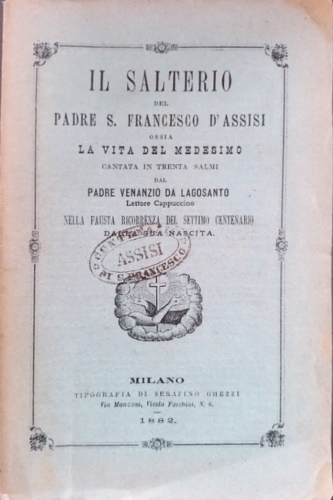 IL SALTERIO
DEL
PADRE S. FRANCESCO D'ASSISI
OSSIA
LA VITA DEL MEDESIMO
CANTATA IN TRENTA SALMI
DAL
PADRE VENANZIO DA LAGOSANTO
Lettore Cappuccino
NELLA FAUSTA RICORRENZA DEL SETTIMO CENTENARIO
DALLA SUA NASCITA.
ASSISI
DI S. FRANCESCO
MILANO
TIPOGRAFIA DI SERAFINO GHEZZI
Via Manzoni, Vicolo Facchini, N. 6.
1882.